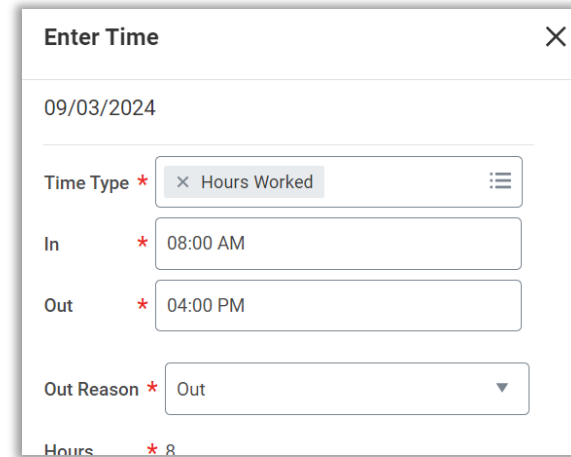 Enter Time
09/03/2024
Time Type * × Hours Worked
In * 08:00 AM
Out * 04:00 PM
Out Reason * Out
Hours * 8